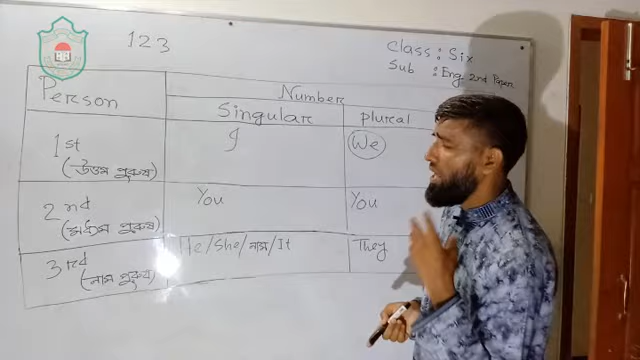 123
Class : Six
Sub : Eng 2nd Paper
Person
Number
Singular
plural
1st
(উত্তম পুরুষ)
I
We
2nd
(মধ্যম পুরুষ)
You
You
3rd
(নাম পুরুষ)
He/She/নাম/It
They